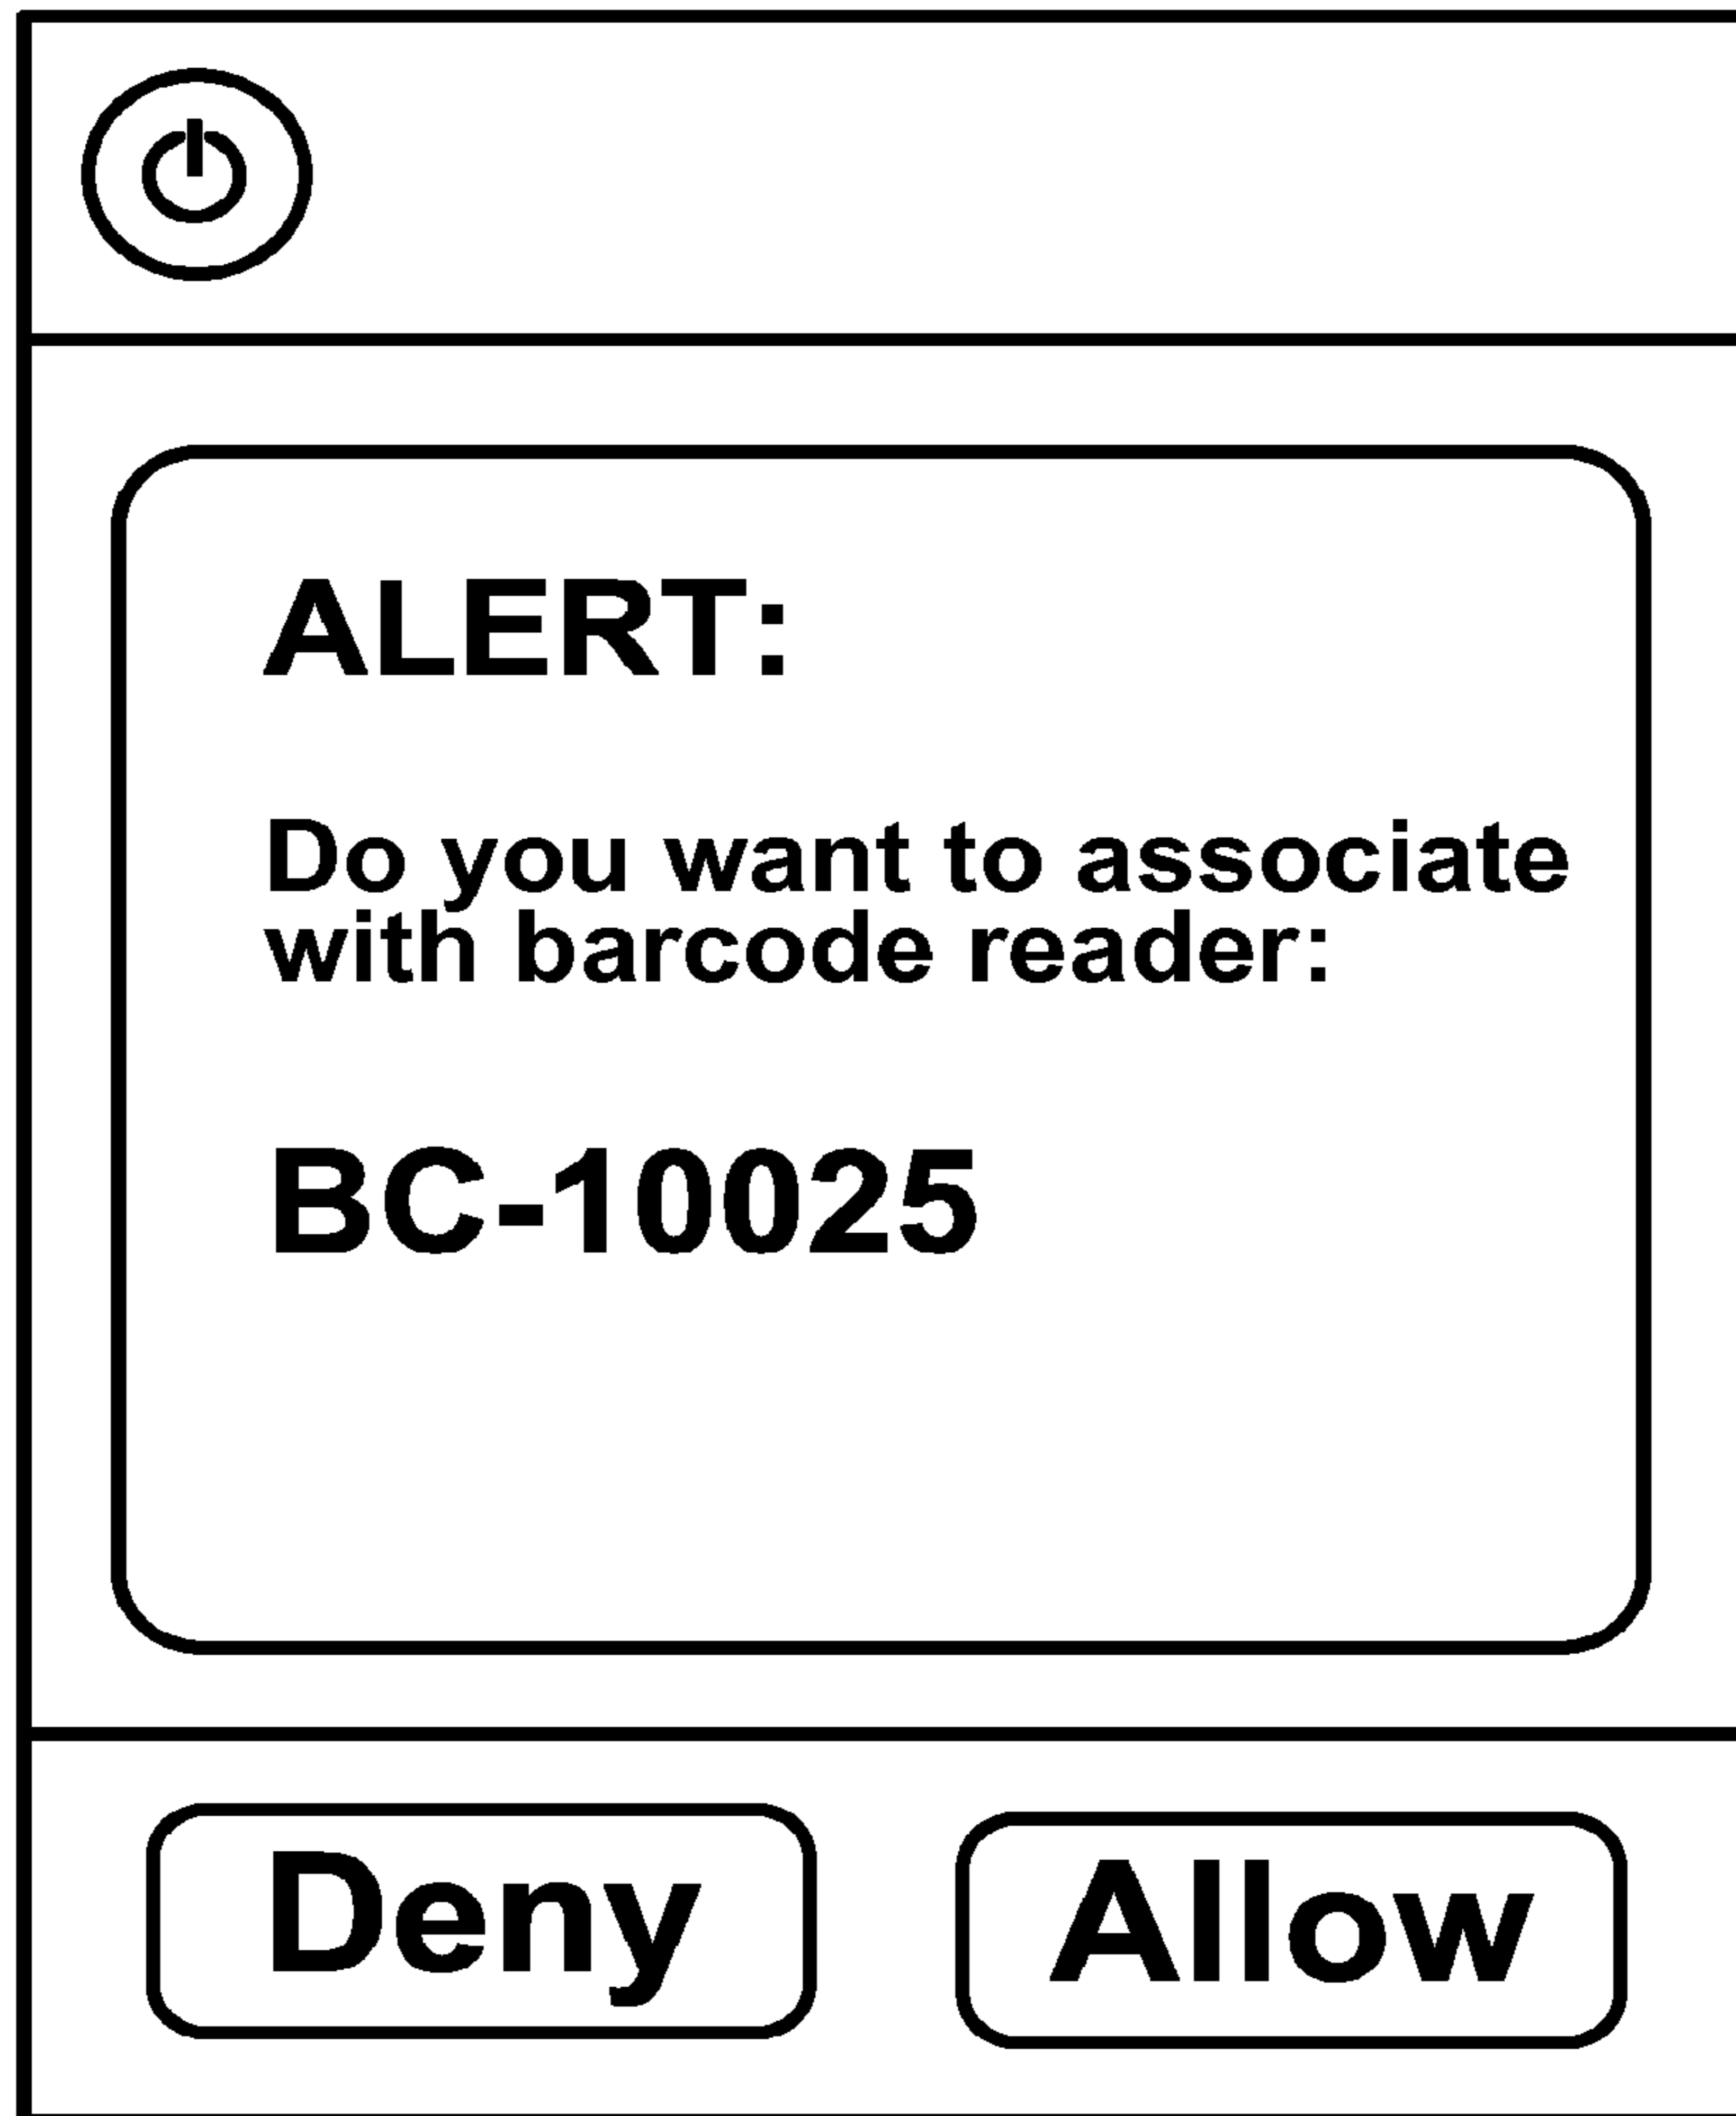 ALERT:
Do you want to associate
with barcode reader:
BC-10025
Deny
Allow